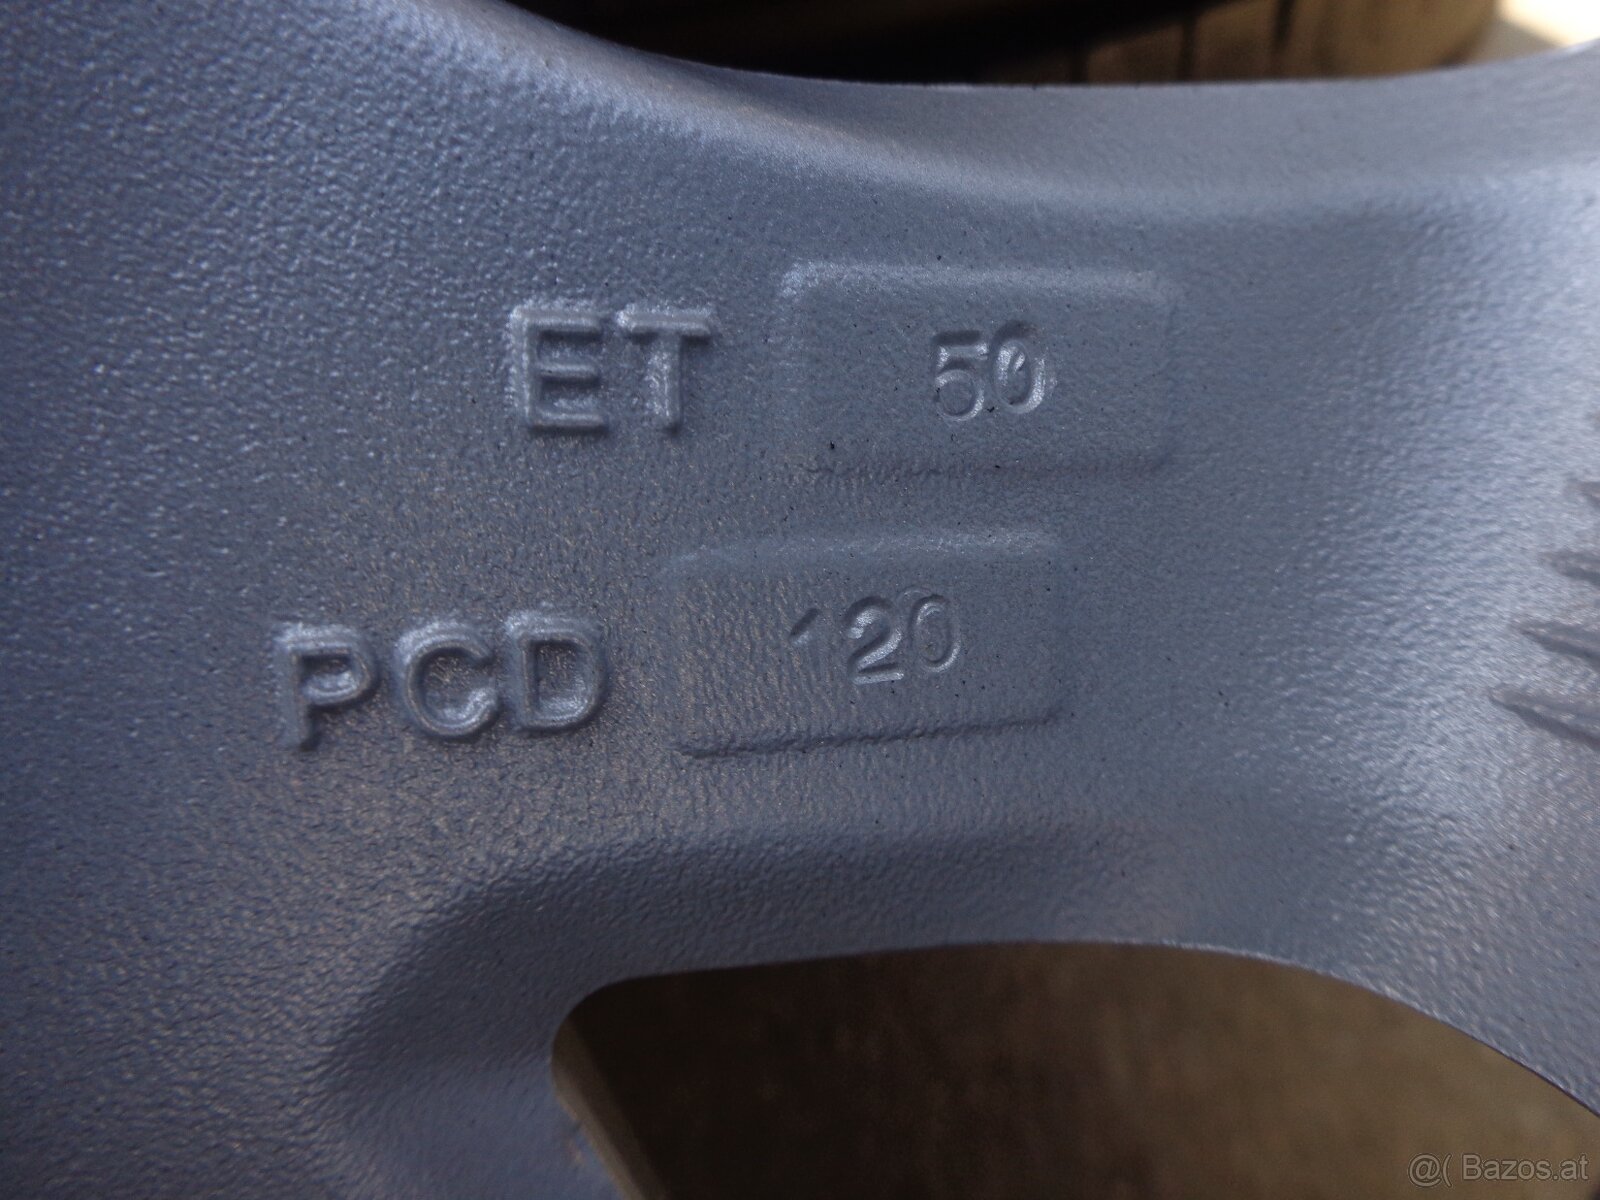 ET 50
PCD 120
@( Bazos.at